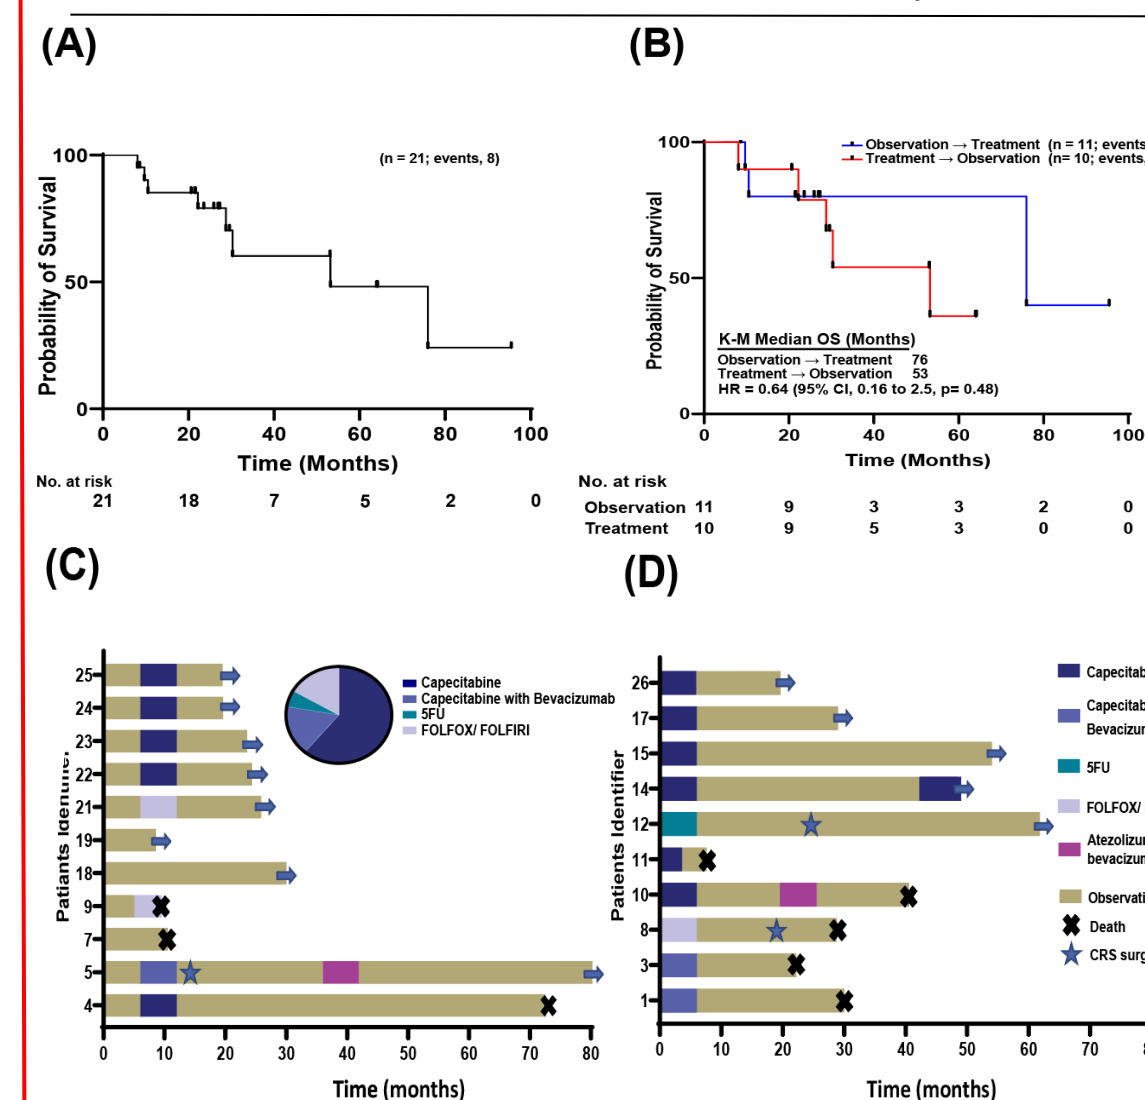 (A)
(n = 21; events, 8)
Probability of Survival
100
50
0
0 20 40 60 80 100
Time (Months)
No. at risk
21 18 7 5 2 0
(B)
Observation → Treatment (n = 11; events
Treatment → Observation (n= 10; events,
Probability of Survival
100
50
0
K-M Median OS (Months)
Observation → Treatment 76
Treatment → Observation 53
HR = 0.64 (95% CI, 0.16 to 2.5, p= 0.48)
0 20 40 60 80 100
Time (Months)
No. at risk
Observation 11 9 3 3 2 0
Treatment 10 9 5 3 0 0
(C)
Patiants Identifier
25
24
23
22
21
19
18
9
7
5
4
Capecitabine
Capecitabine with Bevacizumab
5FU
FOLFOX/ FOLFIRI
0 10 20 30 40 50 60 70 80
Time (months)
(D)
Patients Identifier
26
17
15
14
12
11
10
8
3
1
Capecitab
Capecitab
Bevacizur
5FU
FOLFOX/
Atezolizur
bevacizum
Observati
Death
CRS surg
0 10 20 30 40 50 60 70 8
Time (months)